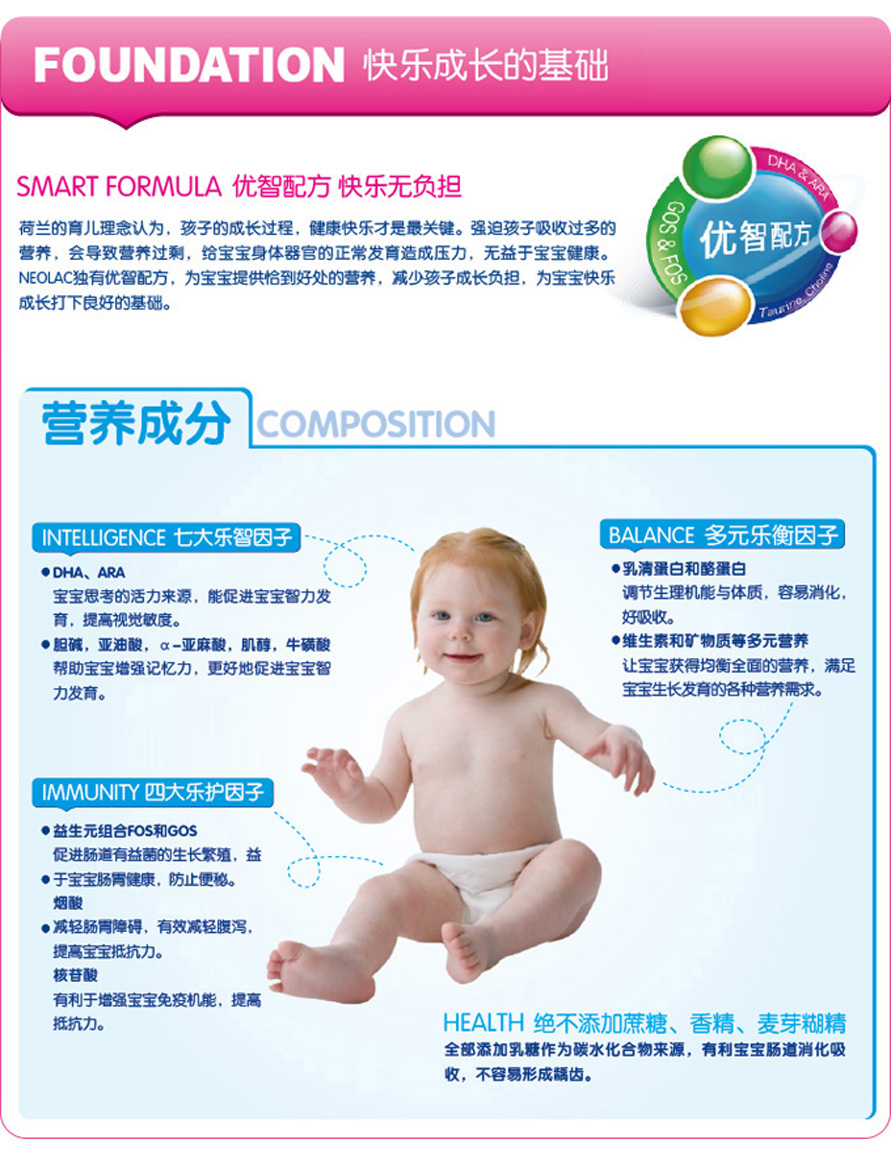 FOUNDATION 快乐成长的基础
SMART FORMULA 优智配方 快乐无负担
荷兰的育儿理念认为，孩子的成长过程，健康快乐才是最关键。强迫孩子吸收过多的
营养，会导致营养过剩，给宝宝身体器官的正常发育造成压力，无益于宝宝健康。
NEOLAC独有优智配方，为宝宝提供恰到好处的营养，减少孩子成长负担，为宝宝快乐
成长打下良好的基础。
DHA & ARA
GOS & FOS
优智配方
Taurine, Choline
营养成分 COMPOSITION
INTELLIGENCE 七大乐智因子
●DHA、ARA
宝宝思考的活力来源，能促进宝宝智力发
育，提高视觉敏度。
●胆碱，亚油酸，α-亚麻酸，肌醇，牛磺酸
帮助宝宝增强记忆力，更好地促进宝宝智
力发育。
BALANCE 多元乐衡因子
●乳清蛋白和酪蛋白
调节生理机能与体质，容易消化，
好吸收。
●维生素和矿物质等多元营养
让宝宝获得均衡全面的营养，满足
宝宝生长发育的各种营养需求。
IMMUNITY 四大乐护因子
●益生元组合FOS和GOS
促进肠道有益菌的生长繁殖，益
●于宝宝肠胃健康，防止便秘。
烟酸
●减轻肠胃障碍，有效减轻腹泻，
提高宝宝抵抗力。
核苷酸
有利于增强宝宝免疫机能，提高
抵抗力。
HEALTH 绝不添加蔗糖、香精、麦芽糊精
全部添加乳糖作为碳水化合物来源，有利宝宝肠道消化吸
收，不容易形成龋齿。